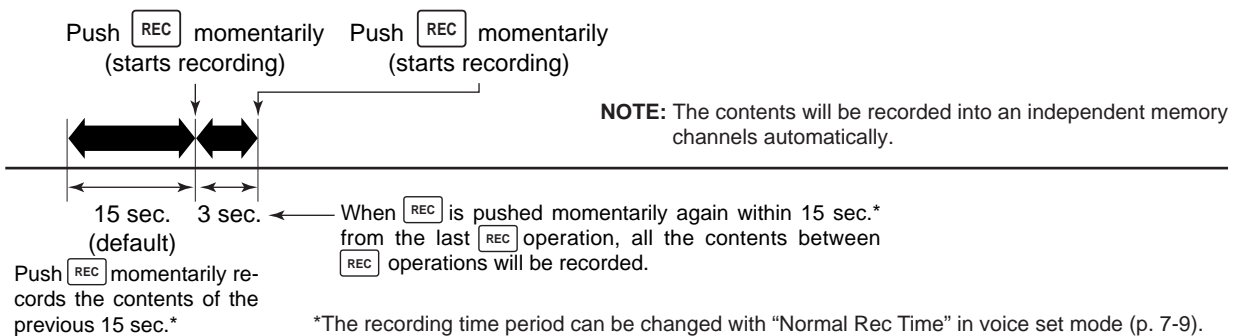 Push REC momentarily
(starts recording)
Push REC momentarily
(starts recording)
NOTE: The contents will be recorded into an independent memory
channels automatically.
15 sec.
(default)
3 sec.
Push REC momentarily re-
cords the contents of the
previous 15 sec.*
When REC is pushed momentarily again within 15 sec.*
from the last REC operation, all the contents between
REC operations will be recorded.
*The recording time period can be changed with “Normal Rec Time” in voice set mode (p. 7-9).